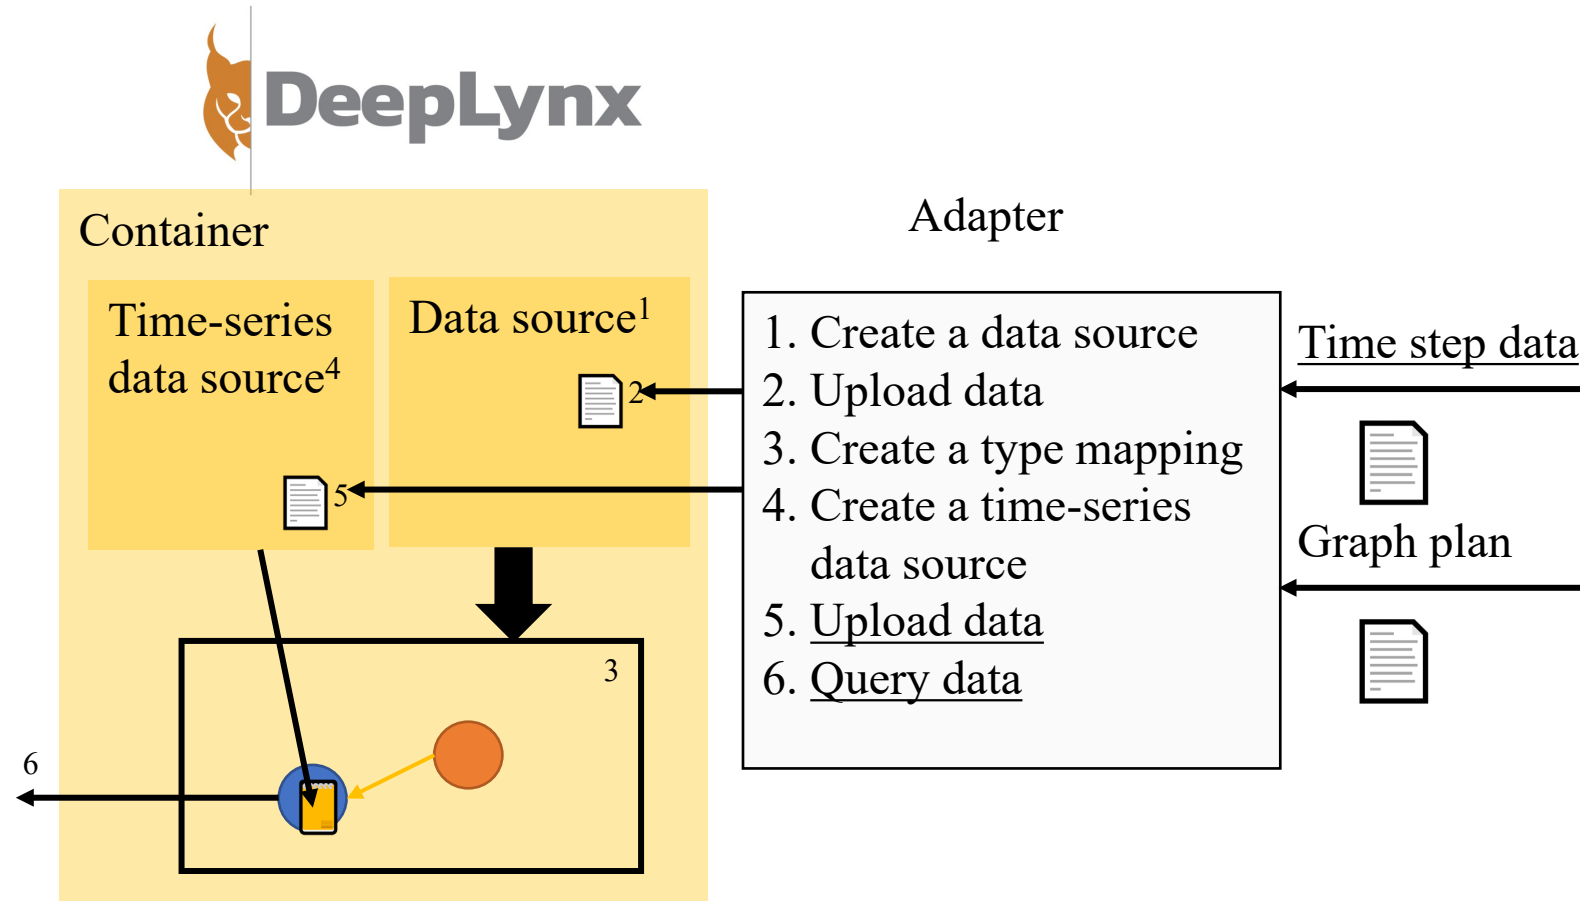 DeepLynx
Container
Adapter
Time-series
data source4
Data source1
2
5
3
6
1. Create a data source
2. Upload data
3. Create a type mapping
4. Create a time-series
data source
5. Upload data
6. Query data
Time step data
Graph plan